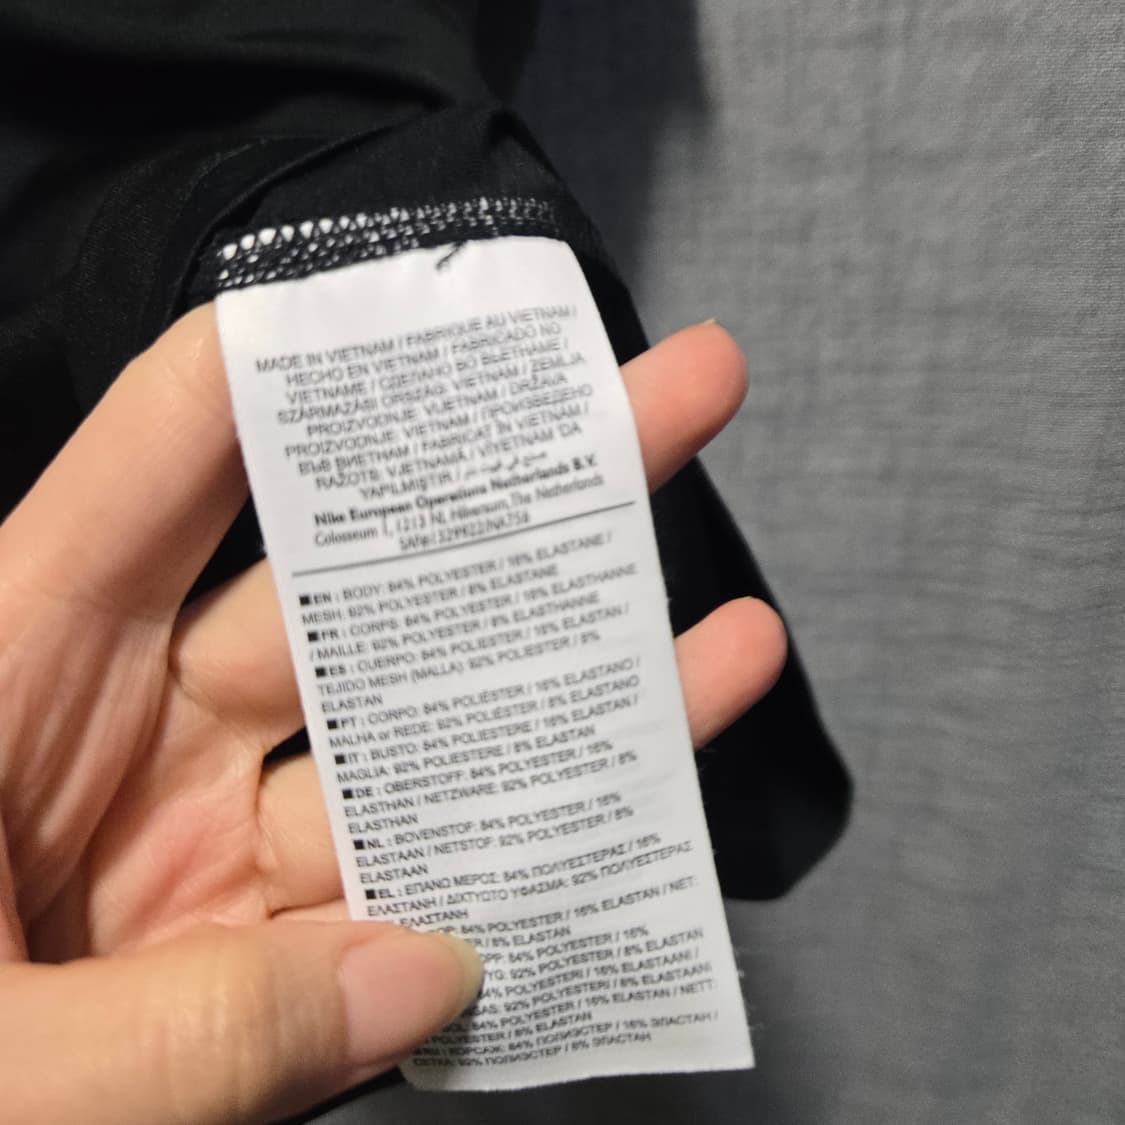 MADE IN VIETNAM / FABRIQUÉ AU VIETNAM /
HECHO EN VIETNAM / FABRICADO NO
VIETNAME / СДЕЛАНО ВО ВЬЕТНАМЕ /
SZÁRMAZÁSI ORSZÁG: VIETNAM / ZEMLJA
PROIZVODNJE: VIJETNAM / DRŽAVA
PROIZVODNJE: VIETNAM / ПРОИЗВЕДЕНО
ВЪВ ВИЕТНАМ / FABRICAT ÎN VIETNAM /
RAŽOTS: VJETNAMĀ / VİYETNAM 'DA
YAPILMIŞTIR /
Nike European Operations Netherlands B.V.
Colosseum 1, 1213 NL Hilversum, The Netherlands
■EN : BODY: 84% POLYESTER / 16% ELASTANE /
MESH: 92% POLYESTER / 8% ELASTANE
■FR : CORPS: 84% POLYESTER / 16% ELASTHANNE
/ MAILLE: 92% POLYESTER / 8% ELASTHANNE
■ES : CUERPO: 84% POLIÉSTER / 16% ELASTAN /
TEJIDO MESH (MALLA): 92% POLIÉSTER / 8%
ELASTAN
■PT : CORPO: 84% POLIÉSTER / 16% ELASTANO /
MALHA or REDE: 92% POLIÉSTER / 8% ELASTANO
■IT : BUSTO: 84% POLIESTERE / 16% ELASTAN /
MAGLIA: 92% POLIESTERE / 8% ELASTAN
■DE : OBERSTOFF: 84% POLYESTER / 16%
ELASTHAN / NETZWARE: 92% POLYESTER / 8%
ELASTHAN
■NL : BOVENSTOF: 84% POLYESTER / 16%
ELASTAAN / NETSTOF: 92% POLYESTER / 8%
ELASTAAN
■EL : ΕΠΑΝΩ ΜΕΡΟΣ: 84% ΠΟΛΥΕΣΤΕΡΑΣ / 16%
ΕΛΑΣΤΑΝΗ / ΔΙΧΤΥΩΤΟ ΥΦΑΣΜΑ: 92% ΠΟΛΥΕΣΤΕΡΑΣ
ΕΛΑΣΤΑΝΗ
84% POLYESTER / 16% ELASTAN / NET:
/ 8% ELASTAN
84% POLYESTER / 16%
92% POLYESTER / 8% ELASTAN
84% POLYESTERI / 16% ELASTAANI /
92% POLYESTERI / 8% ELASTAANI
84% POLYESTER / 16% ELASTAN / NETT:
POLYESTER / 8% ELASTAN
КОРСАЖ: 84% ПОЛИЭСТЕР / 16% ЭЛАСТАН /
СЕТКА: 92% ПОЛИЭСТЕР / 8% ЭЛАСТАН